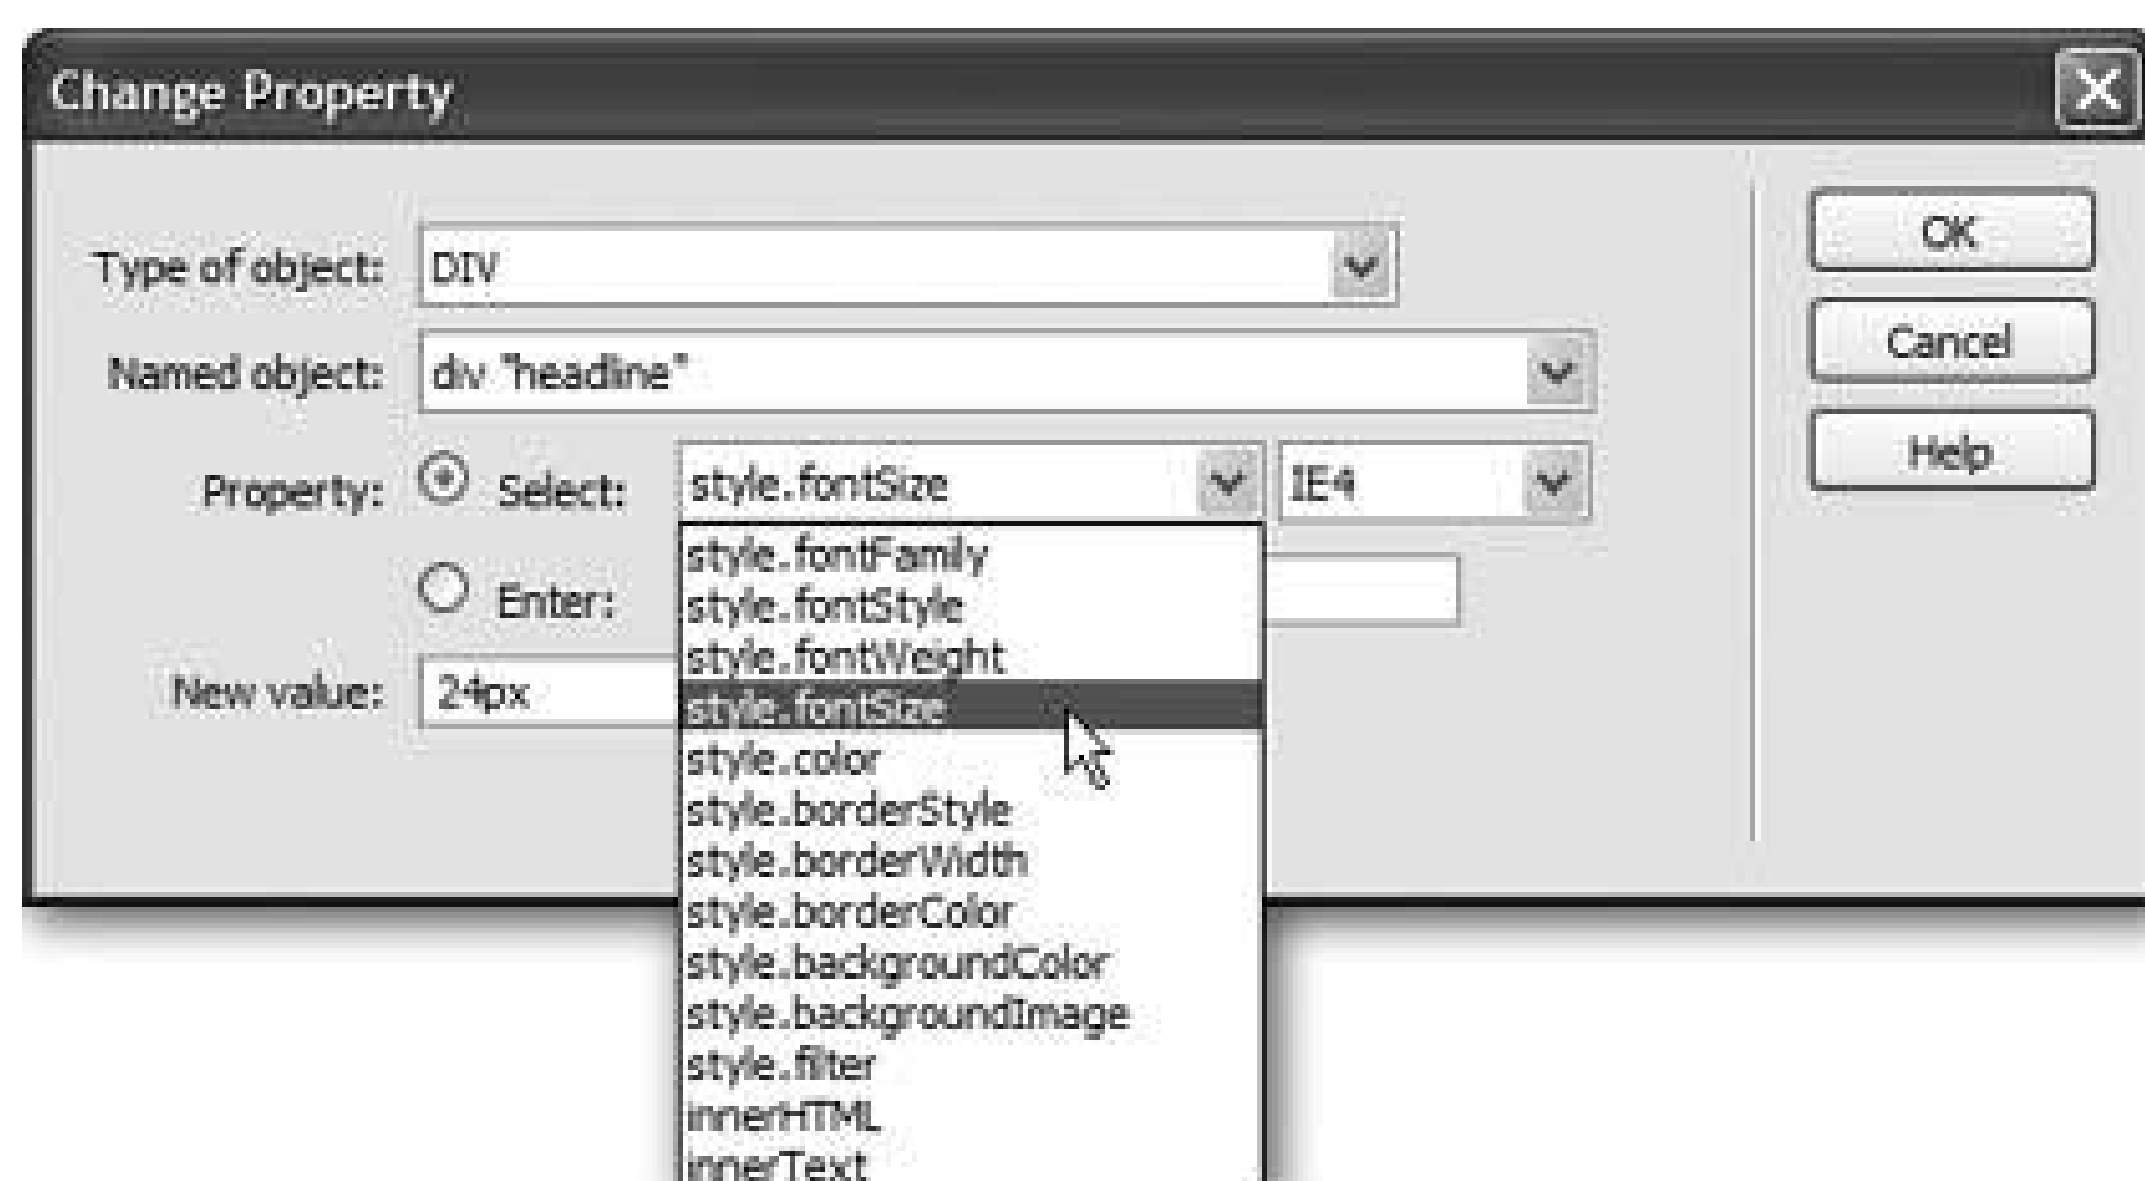 Change Property
Type of object: DIV
OK
Named object: div "headline"
Cancel
Property: Select: style.fontSize IE4
Help
Enter:
New value: 24px
style.fontFamily
style.fontStyle
style.fontWeight
style.fontSize
style.color
style.borderStyle
style.borderWidth
style.borderColor
style.backgroundColor
style.backgroundImage
style.filter
innerHTML
innerText